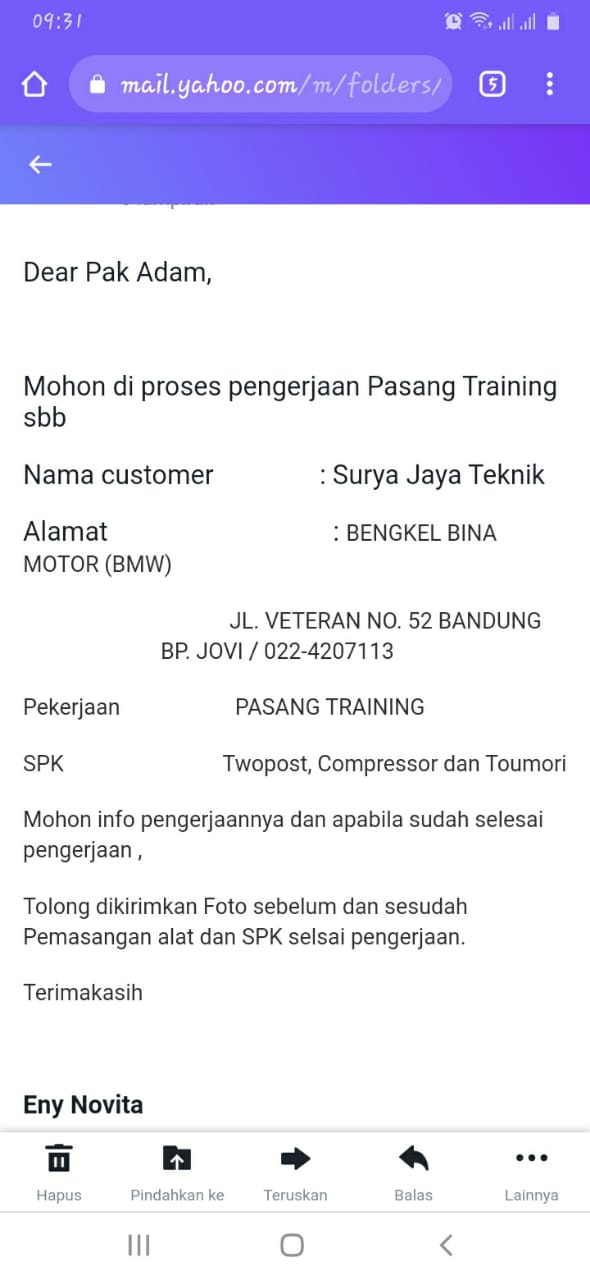 09:31
mail.yahoo.com/m/folders/
5
Dear Pak Adam,
Mohon di proses pengerjaan Pasang Training
sbb
Nama customer : Surya Jaya Teknik
Alamat : BENGKEL BINA
MOTOR (BMW)
JL. VETERAN NO. 52 BANDUNG
BP. JOVI / 022-4207113
Pekerjaan PASANG TRAINING
SPK Twopost, Compressor dan Toumori
Mohon info pengerjaannya dan apabila sudah selesai
pengerjaan ,
Tolong dikirimkan Foto sebelum dan sesudah
Pemasangan alat dan SPK selsai pengerjaan.
Terimakasih
Eny Novita
Hapus Pindahkan ke Teruskan Balas Lainnya